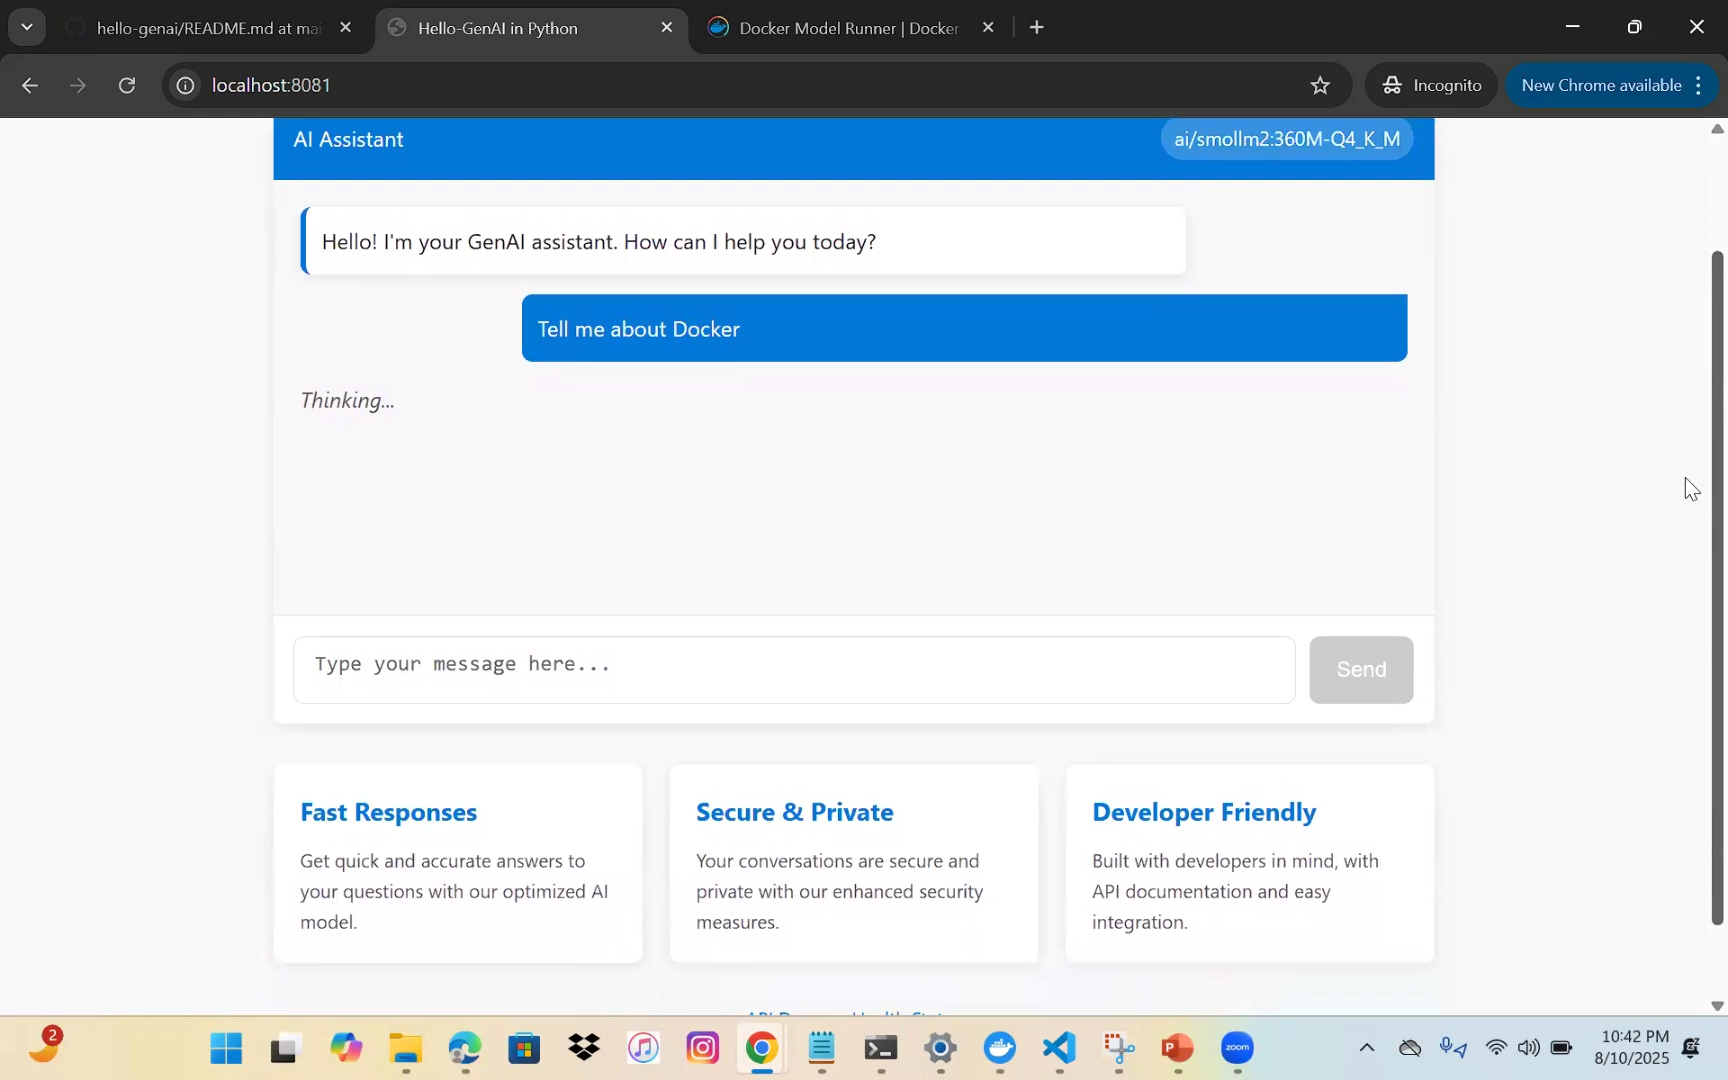 hello-genai/README.md at mai
Hello-GenAI in Python
Docker Model Runner | Docker
localhost:8081
Incognito
New Chrome available
AI Assistant
ai/smollm2:360M-Q4_K_M
Hello! I'm your GenAI assistant. How can I help you today?
Tell me about Docker
Thinking...
Type your message here...
Send
Fast Responses
Get quick and accurate answers to
your questions with our optimized AI
model.
Secure & Private
Your conversations are secure and
private with our enhanced security
measures.
Developer Friendly
Built with developers in mind, with
API documentation and easy
integration.
2
zoom
10:42 PM
8/10/2025